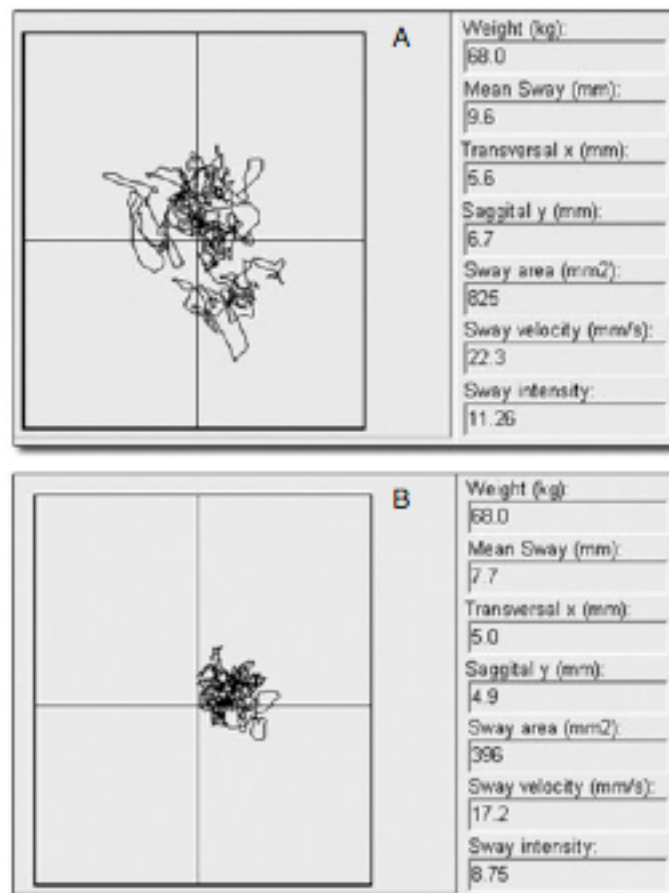 A
Weight (kg):
68.0
Mean Sway (mm):
9.6
Transversal x (mm):
5.6
Saggital y (mm):
6.7
Sway area (mm2):
825
Sway velocity (mm/s):
22.3
Sway intensity:
11.26
B
Weight (kg):
68.0
Mean Sway (mm):
7.7
Transversal x (mm):
5.0
Saggital y (mm):
4.9
Sway area (mm2):
396
Sway velocity (mm/s):
17.2
Sway intensity:
8.75